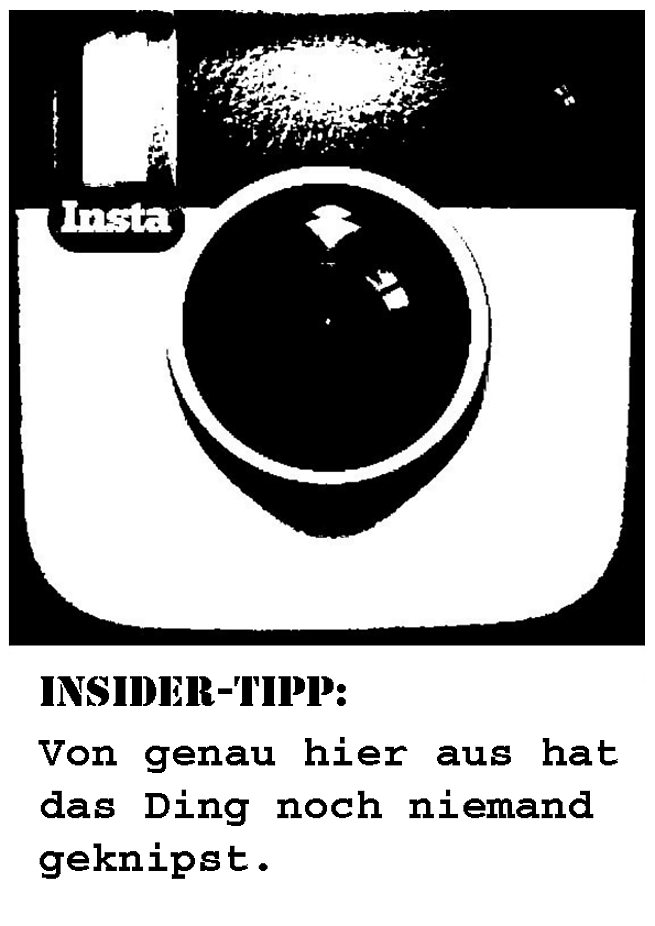 Insta
INSIDER-TIPP:
Von genau hier aus hat
das Ding noch niemand
geknipst.